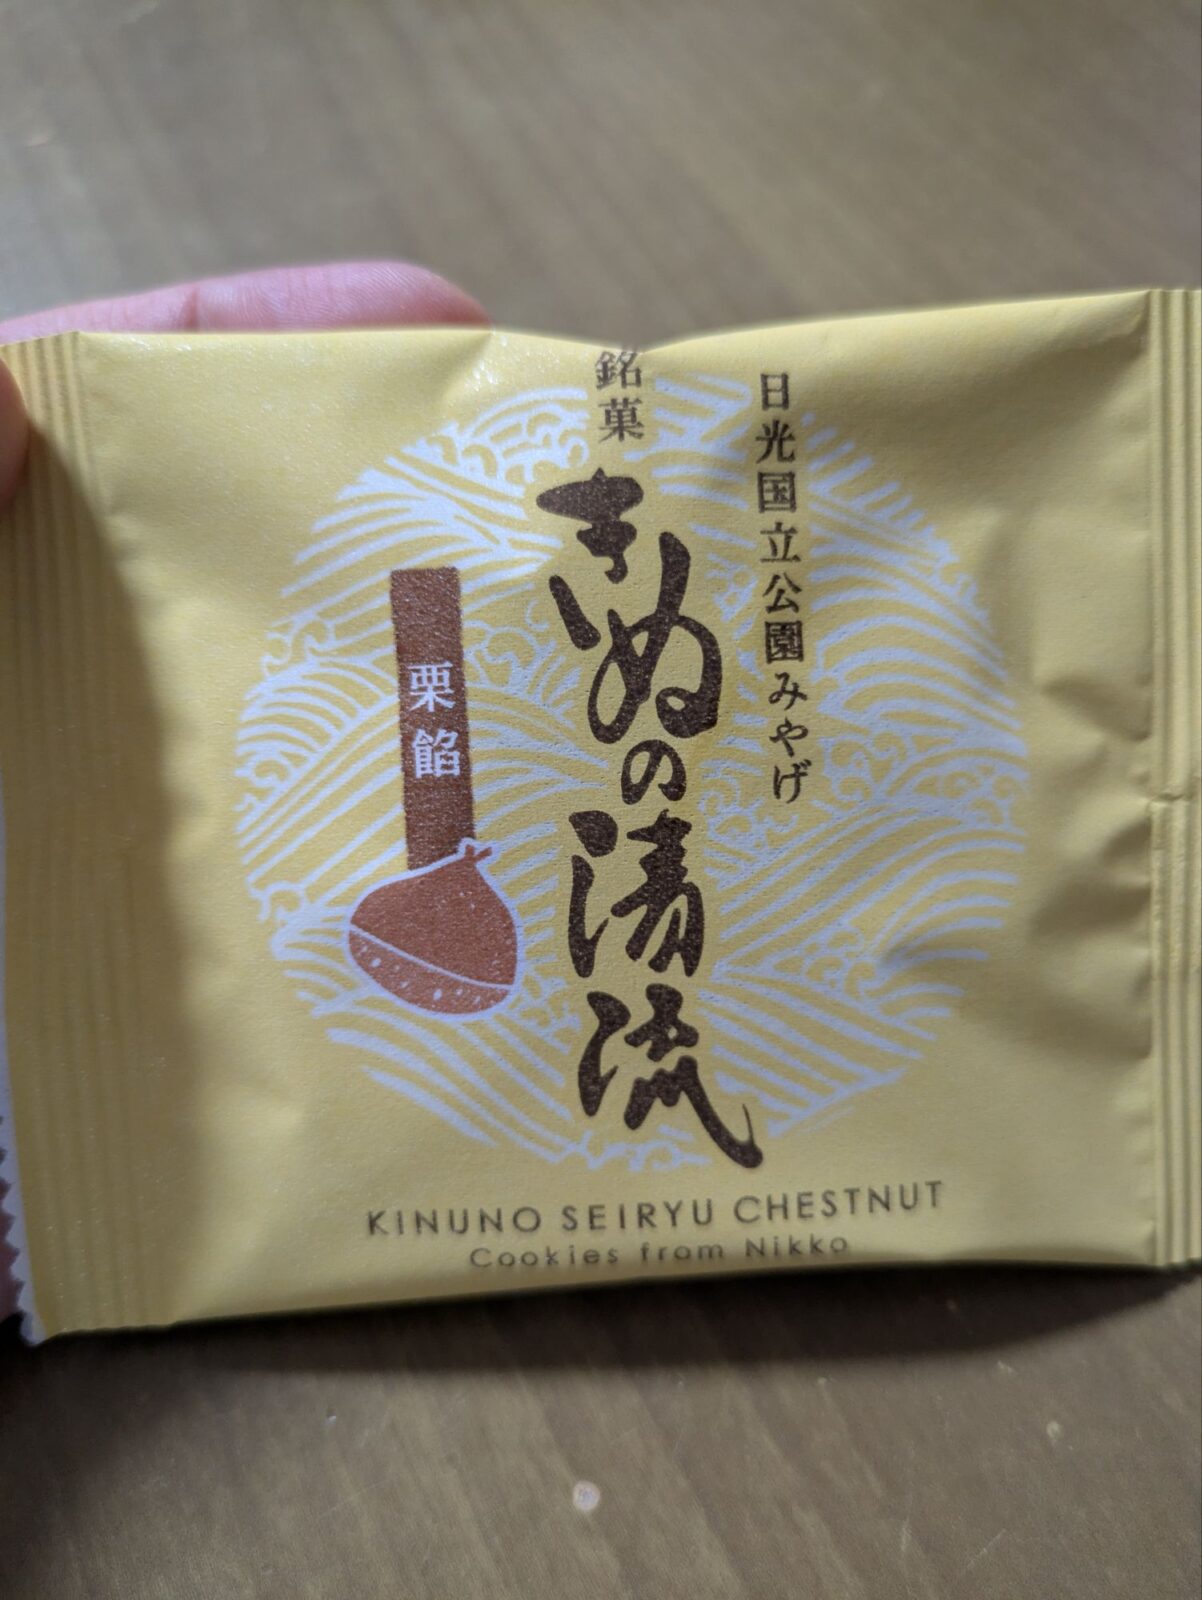 日光国立公園みやげ
銘菓
きぬの清流
栗餡
KINUNO SEIRYU CHESTNUT
Cookies from Nikko